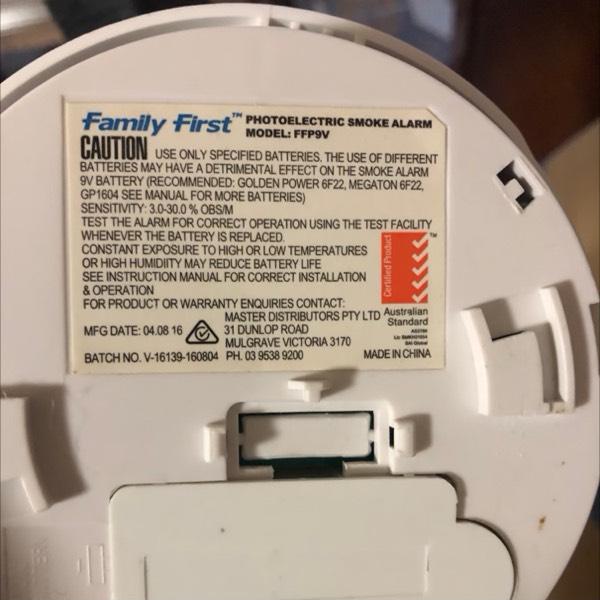 Family First™ PHOTOELECTRIC SMOKE ALARM
MODEL: FFP9V
CAUTION USE ONLY SPECIFIED BATTERIES. THE USE OF DIFFERENT
BATTERIES MAY HAVE A DETRIMENTAL EFFECT ON THE SMOKE ALARM
9V BATTERY (RECOMMENDED: GOLDEN POWER 6F22, MEGATON 6F22,
GP1604 SEE MANUAL FOR MORE BATTERIES)
SENSITIVITY: 3.0-30.0 % OBS/M
TEST THE ALARM FOR CORRECT OPERATION USING THE TEST FACILITY
WHENEVER THE BATTERY IS REPLACED.
CONSTANT EXPOSURE TO HIGH OR LOW TEMPERATURES
OR HIGH HUMIDIITY MAY REDUCE BATTERY LIFE
SEE INSTRUCTION MANUAL FOR CORRECT INSTALLATION
& OPERATION
FOR PRODUCT OR WARRANTY ENQUIRIES CONTACT:
MASTER DISTRIBUTORS PTY LTD
MFG DATE: 04.08 16 31 DUNLOP ROAD
MULGRAVE VICTORIA 3170
BATCH NO. V-16139-160804 PH. 03 9538 9200 MADE IN CHINA
Certified Product ™
Australian
Standard
AS3786
SAI Global